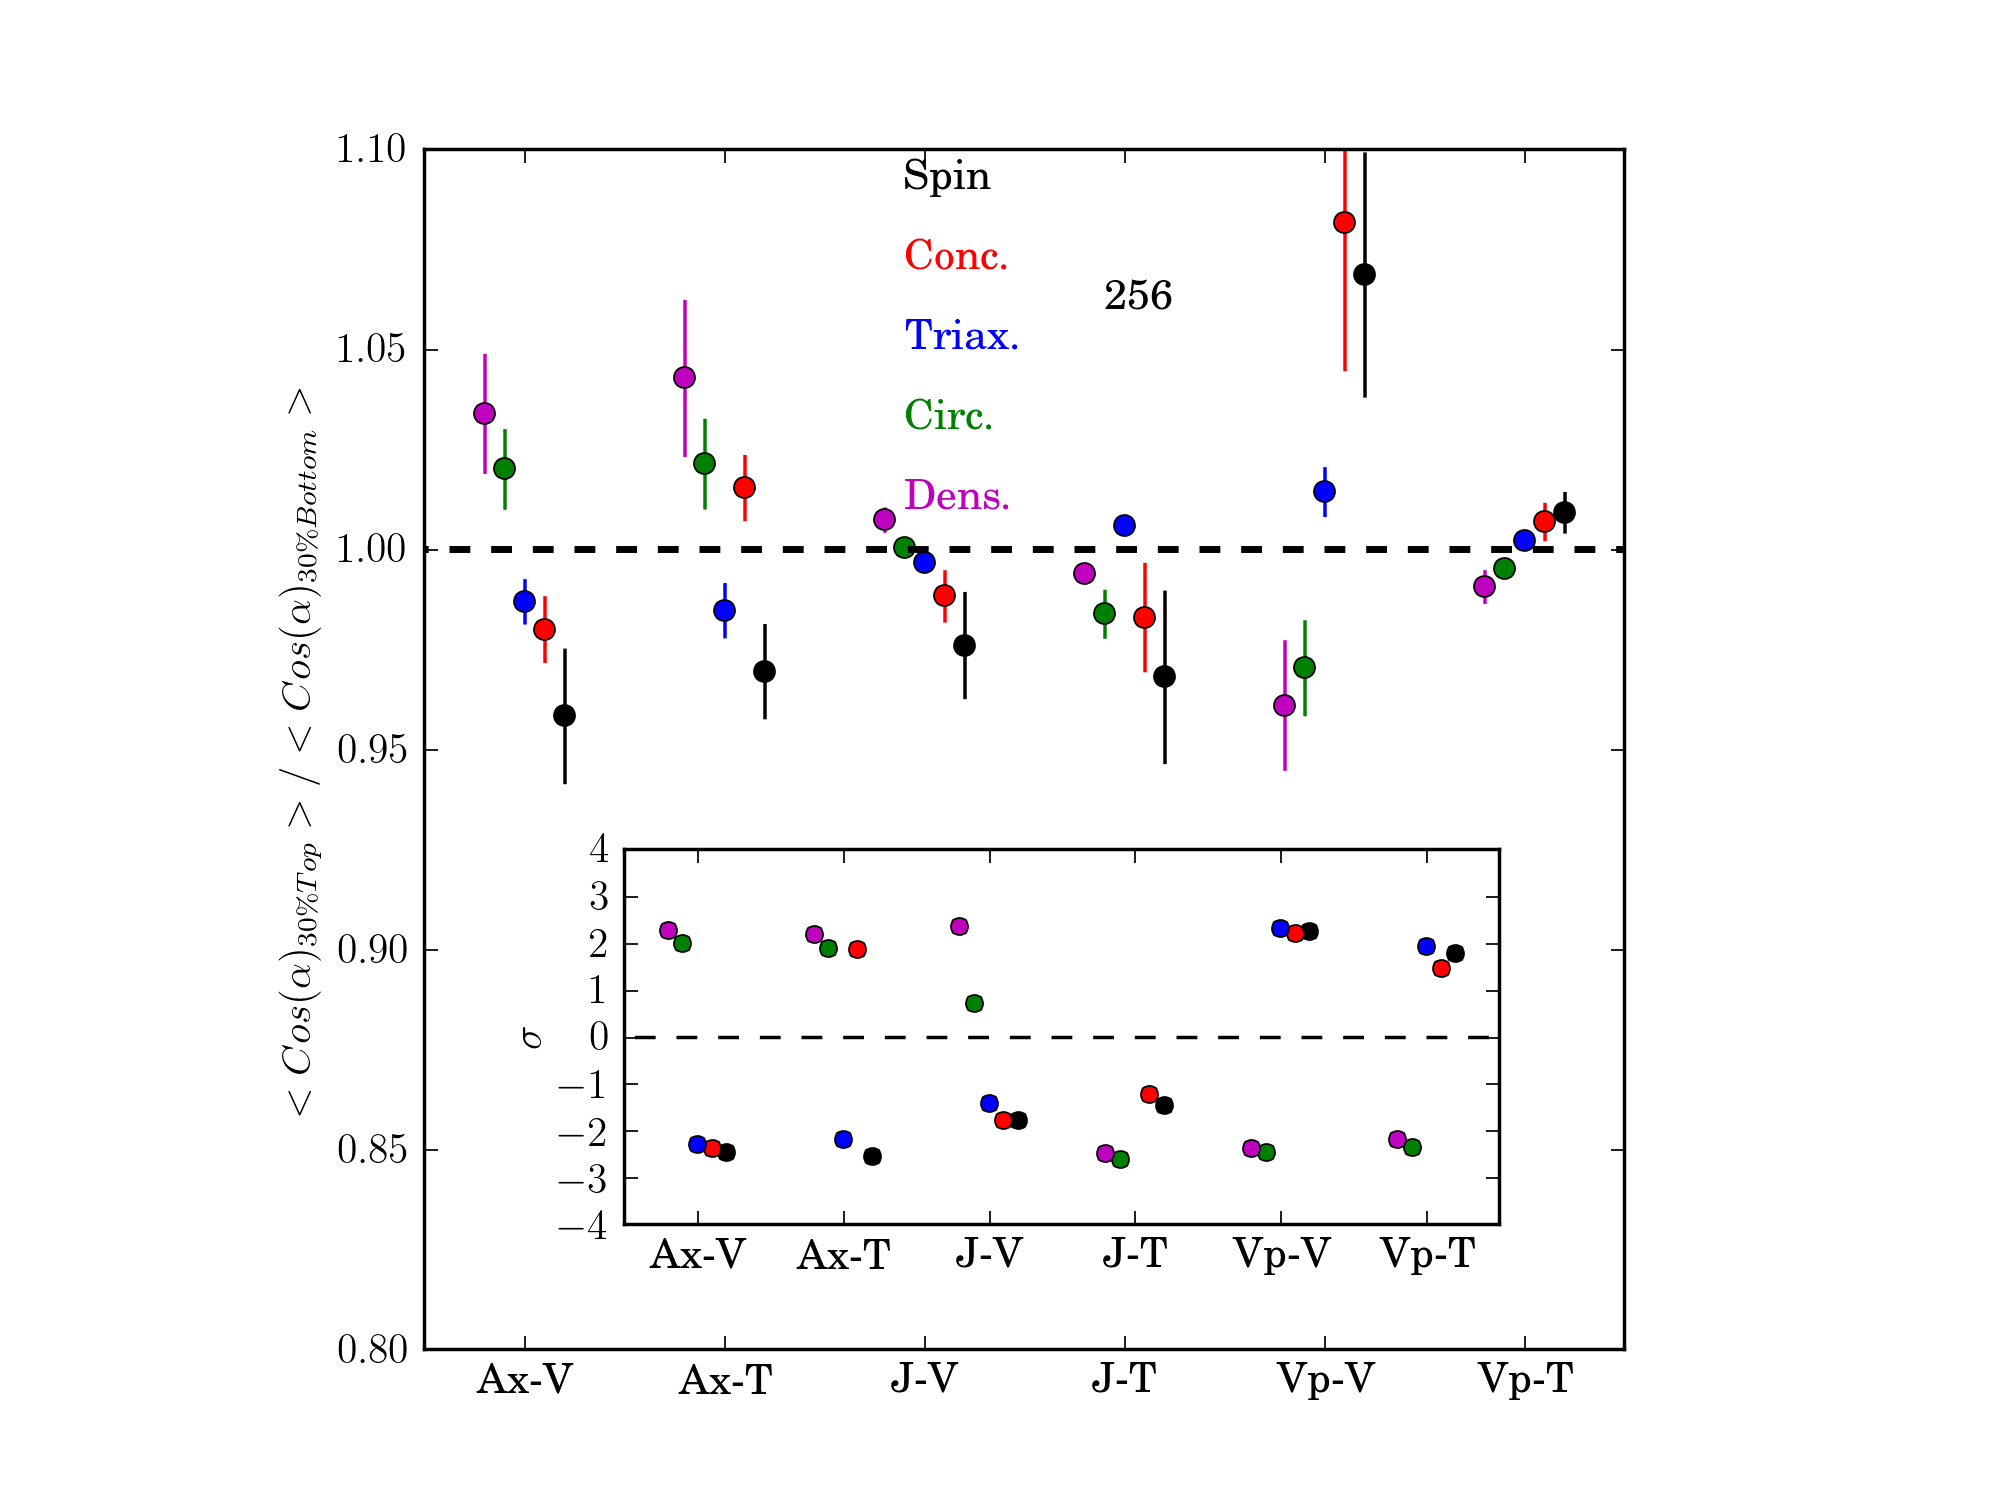 1.10
1.05
1.00
0.95
0.90
0.85
0.80
< Cos(α)30%Top > / < Cos(α)30%Bottom >
Spin
Conc.
256
Triax.
Circ.
Dens.
4
3
2
1
0
−1
−2
−3
−4
σ
Ax-V Ax-T J-V J-T Vp-V Vp-T
Ax-V Ax-T J-V J-T Vp-V Vp-T